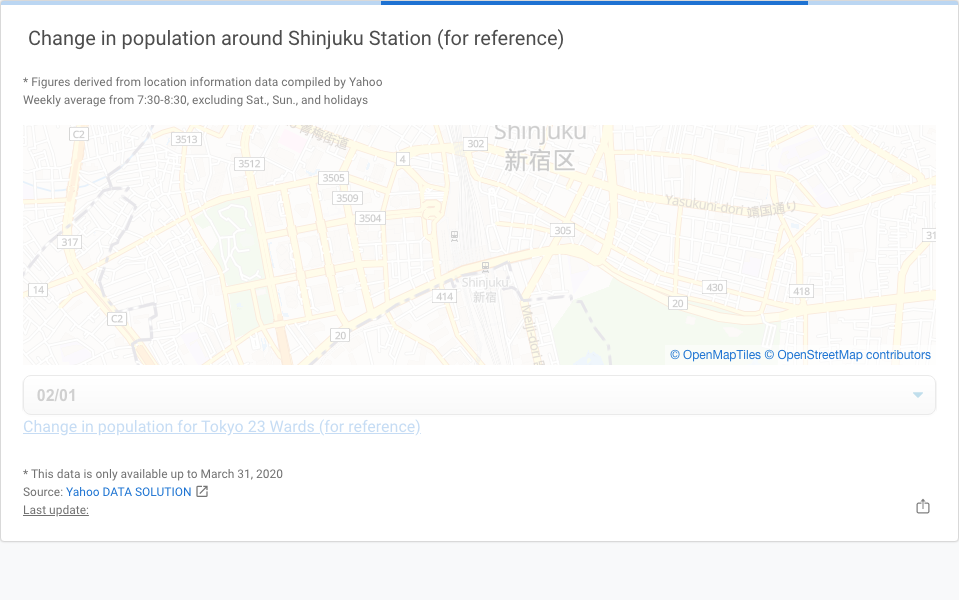 Change in population around Shinjuku Station (for reference)
* Figures derived from location information data compiled by Yahoo
Weekly average from 7:30-8:30, excluding Sat., Sun., and holidays
Shinjuku
新宿区
C2
3513
青梅街道
302
3512
4
3505
3509
3504
Yasukuni-dori 靖国通り
317
305
31
Shinjuku
新宿
14
414
430
418
20
C2
20
Meiji-dori
© OpenMapTiles © OpenStreetMap contributors
02/01
Change in population for Tokyo 23 Wards (for reference)
* This data is only available up to March 31, 2020
Source: Yahoo DATA SOLUTION
Last update: